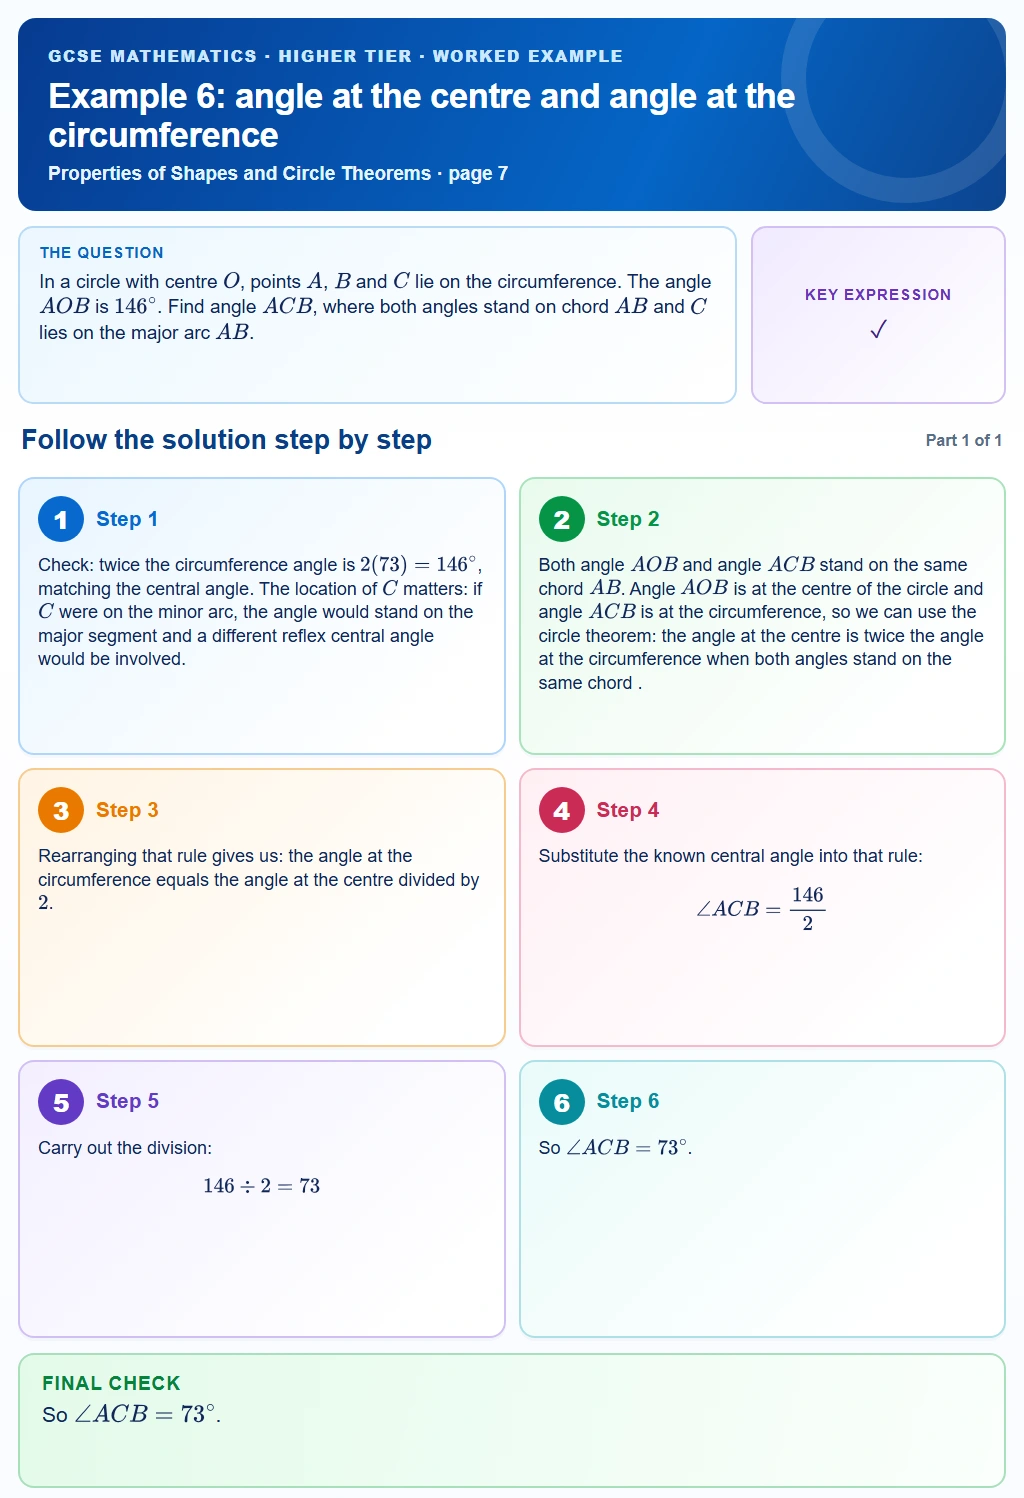 GCSE MATHEMATICS · HIGHER TIER · WORKED EXAMPLE
Example 6: angle at the centre and angle at the
circumference
Properties of Shapes and Circle Theorems · page 7
THE QUESTION
In a circle with centre O, points A, B and C lie on the circumference. The angle
AOB is 146°. Find angle ACB, where both angles stand on chord AB and C
lies on the major arc AB.
KEY EXPRESSION
✓
Follow the solution step by step
Part 1 of 1
1 Step 1
Check: twice the circumference angle is 2(73) = 146°,
matching the central angle. The location of C matters: if
C were on the minor arc, the angle would stand on the
major segment and a different reflex central angle
would be involved.
2 Step 2
Both angle AOB and angle ACB stand on the same
chord AB. Angle AOB is at the centre of the circle and
angle ACB is at the circumference, so we can use the
circle theorem: the angle at the centre is twice the angle
at the circumference when both angles stand on the
same chord .
3 Step 3
Rearranging that rule gives us: the angle at the
circumference equals the angle at the centre divided by
2.
4 Step 4
Substitute the known central angle into that rule:
∠ACB = 146/2
5 Step 5
Carry out the division:
146 ÷ 2 = 73
6 Step 6
So ∠ACB = 73°.
FINAL CHECK
So ∠ACB = 73°.